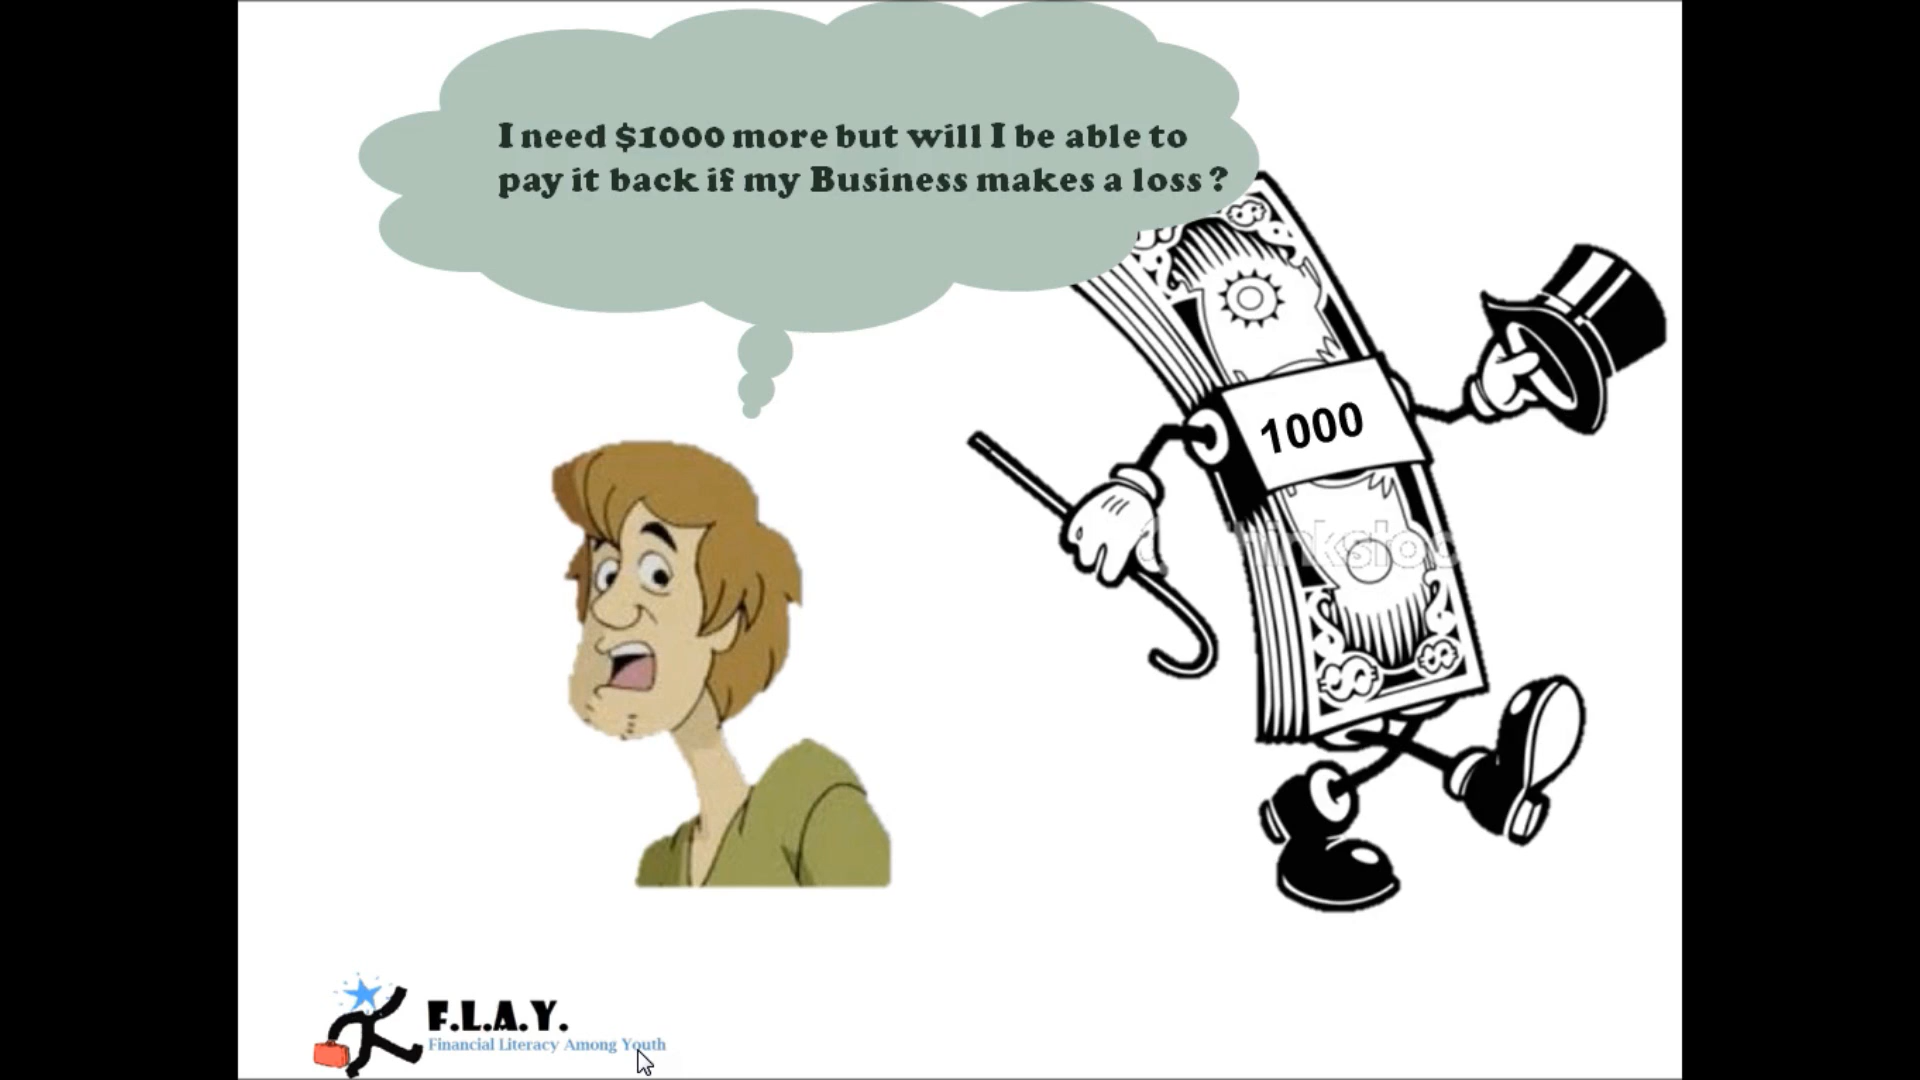 I need $1000 more but will I be able to
pay it back if my Business makes a loss ?
1000
thinkstoc
F.L.A.Y.
Financial Literacy Among Youth